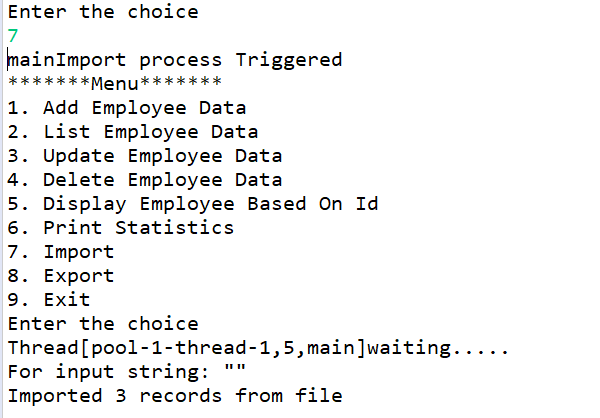 Enter the choice
7
mainImport process Triggered
*******Menu*******
1. Add Employee Data
2. List Employee Data
3. Update Employee Data
4. Delete Employee Data
5. Display Employee Based On Id
6. Print Statistics
7. Import
8. Export
9. Exit
Enter the choice
Thread[pool-1-thread-1,5,main]waiting.....
For input string: ""
Imported 3 records from file